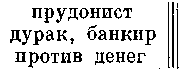 прудонист
дурак, банкир
против денег